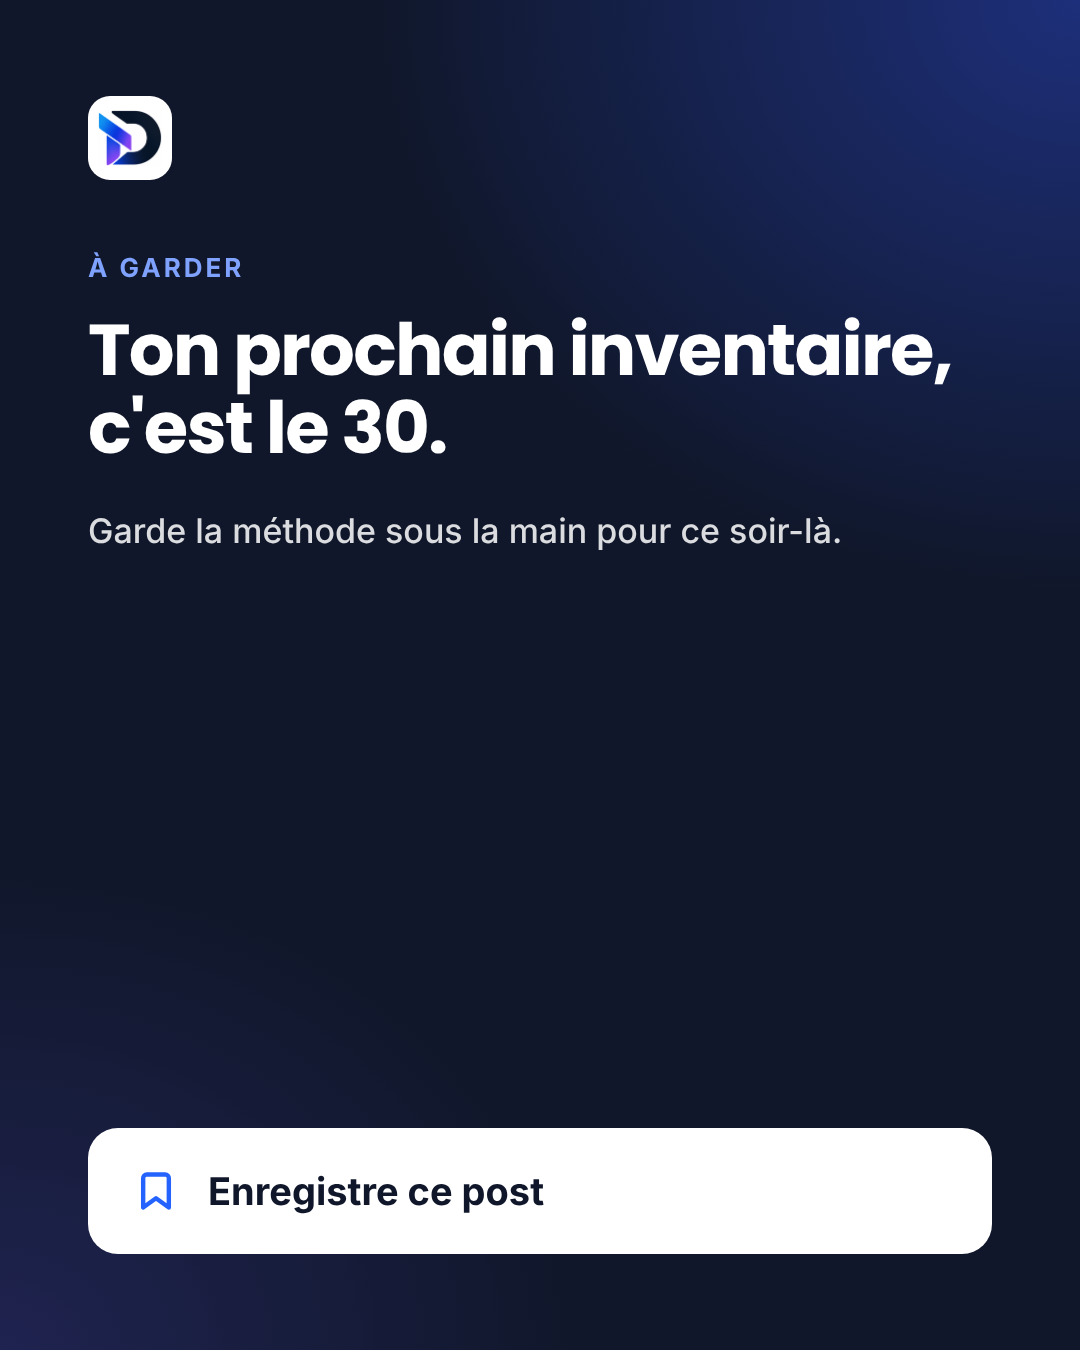 À GARDER
Ton prochain inventaire,
c'est le 30.
Garde la méthode sous la main pour ce soir-là.
Enregistre ce post